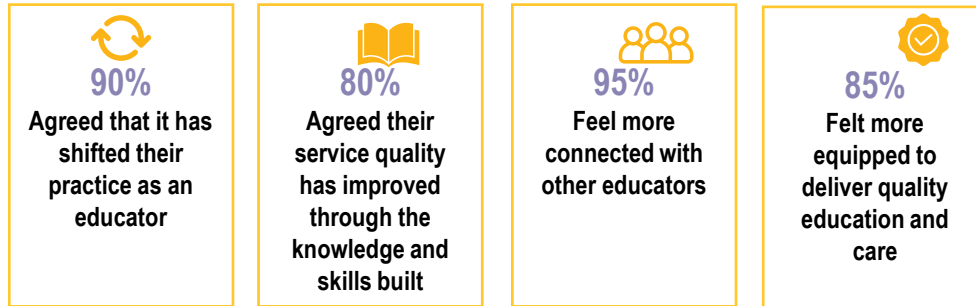 90%
Agreed that it has
shifted their
practice as an
educator
80%
Agreed their
service quality
has improved
through the
knowledge and
skills built
95%
Feel more
connected with
other educators
85%
Felt more
equipped to
deliver quality
education and
care